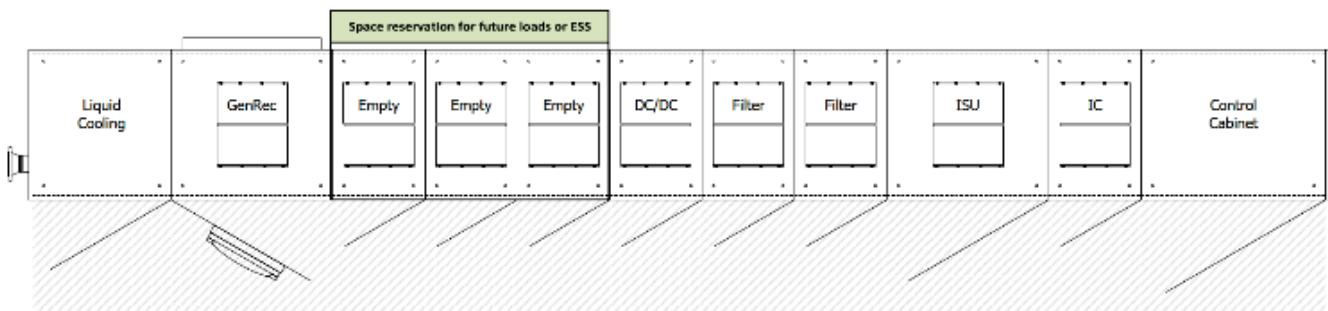 Space reservation for future loads or ESS
Liquid
Cooling
GenRec
Empty
Empty
Empty
DC/DC
Filter
Filter
ISU
IC
Control
Cabinet